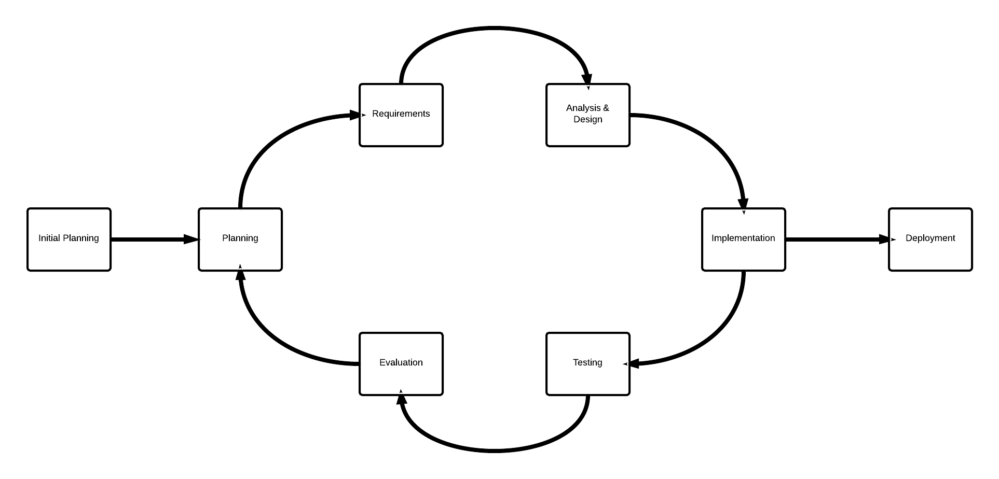 Requirements
Analysis &
Design
Initial Planning
Planning
Implementation
Deployment
Evaluation
Testing